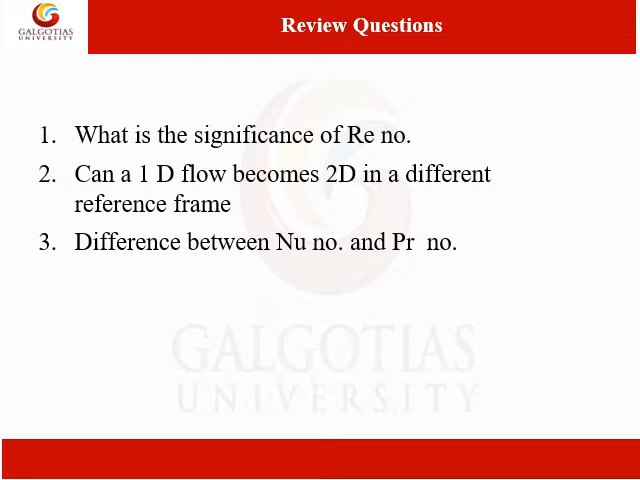 GALGOTIAS
UNIVERSITY
Review Questions
1. What is the significance of Re no.
2. Can a 1 D flow becomes 2D in a different
reference frame
3. Difference between Nu no. and Pr no.
GALGOTIAS
UNIVERSITY